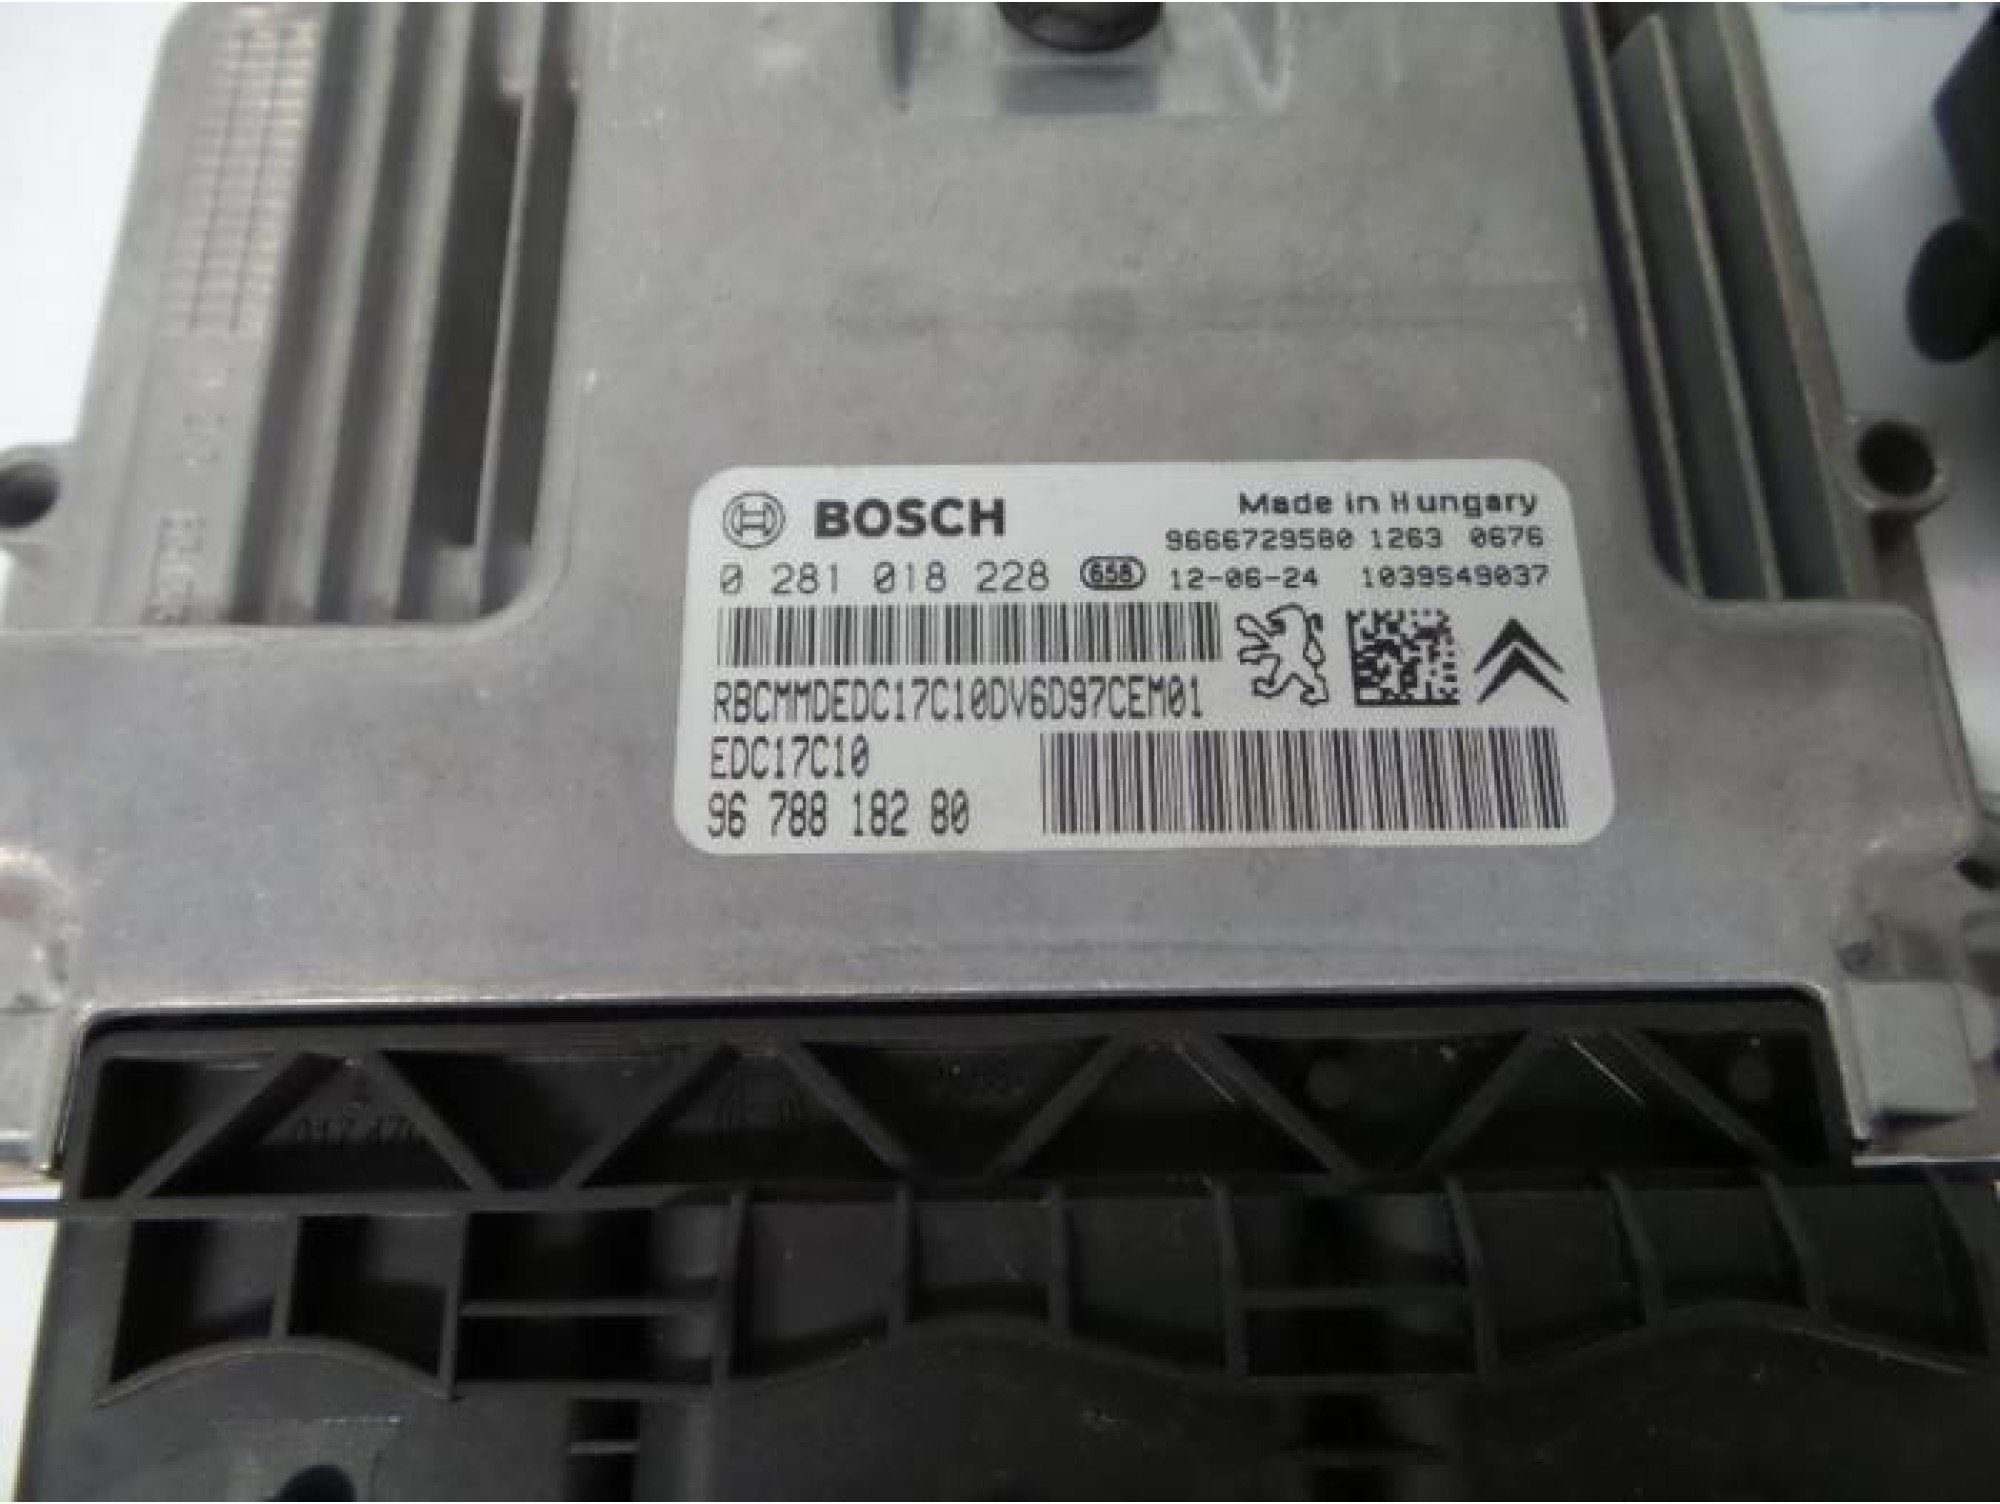 BOSCH
Made in Hungary
9666729580 1263 0676
0 281 018 228 658 12-06-24 1039S49037
RBCMMDEDC17C10DV6D97CEM01
EDC17C10
96 788 182 80